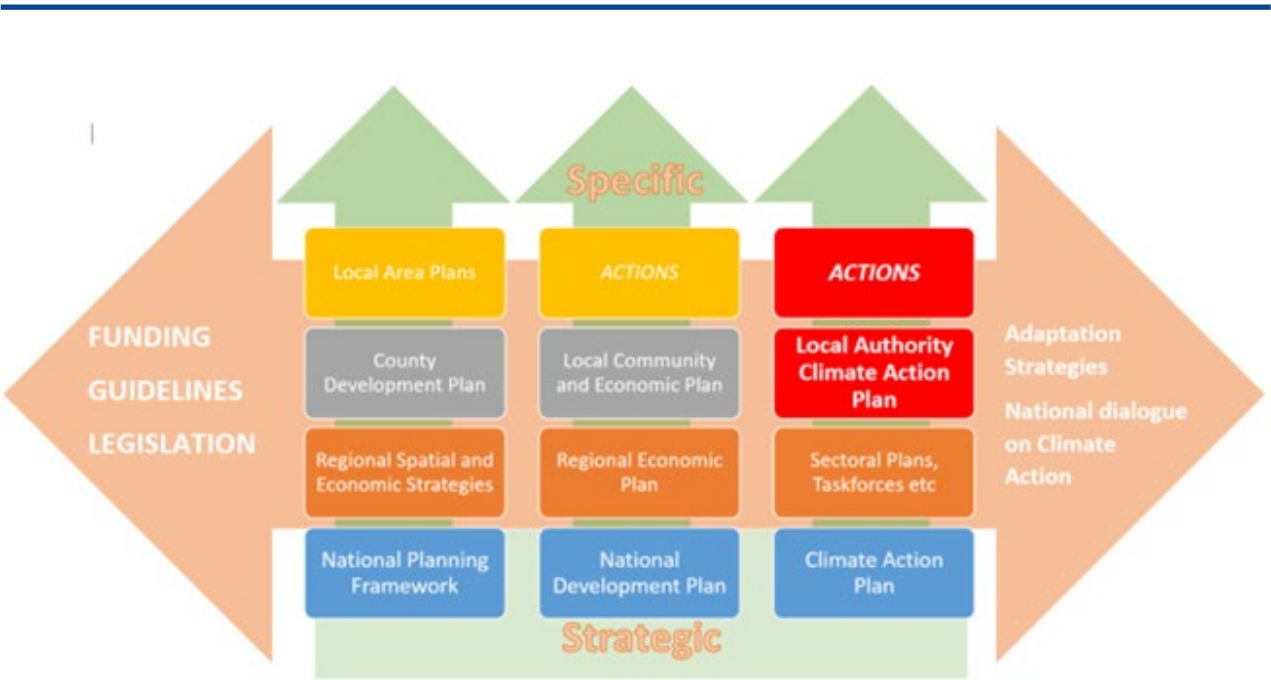 Specific
FUNDING
GUIDELINES
LEGISLATION
Local Area Plans
County
Development Plan
Regional Spatial and
Economic Strategies
National Planning
Framework
ACTIONS
Local Community
and Economic Plan
Regional Economic
Plan
National
Development Plan
ACTIONS
Local Authority
Climate Action
Plan
Sectoral Plans,
Taskforces etc
Climate Action
Plan
Adaptation
Strategies
National dialogue
on Climate
Action
Strategic